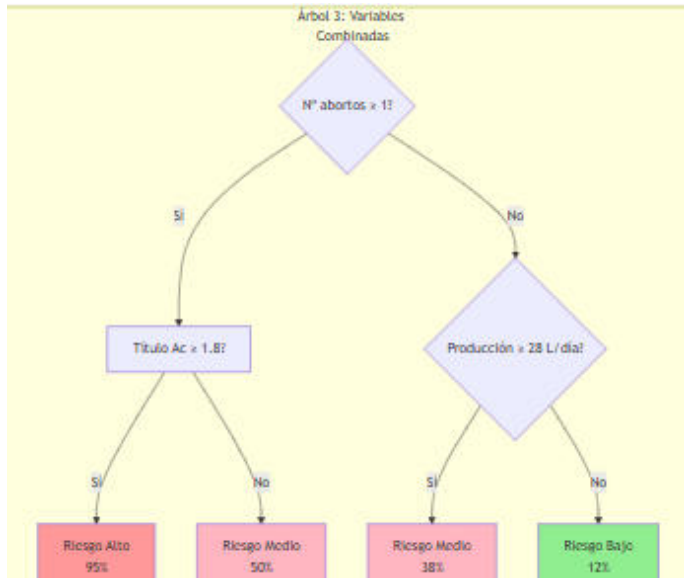 Árbol 3: Variables
Combinadas
Nº abortos ≥ 1?
Sí
No
Título Ac ≥ 1.8?
Producción ≥ 28 L/día?
Sí
No
Sí
No
Riesgo Alto
95%
Riesgo Medio
50%
Riesgo Medio
38%
Riesgo Bajo
12%